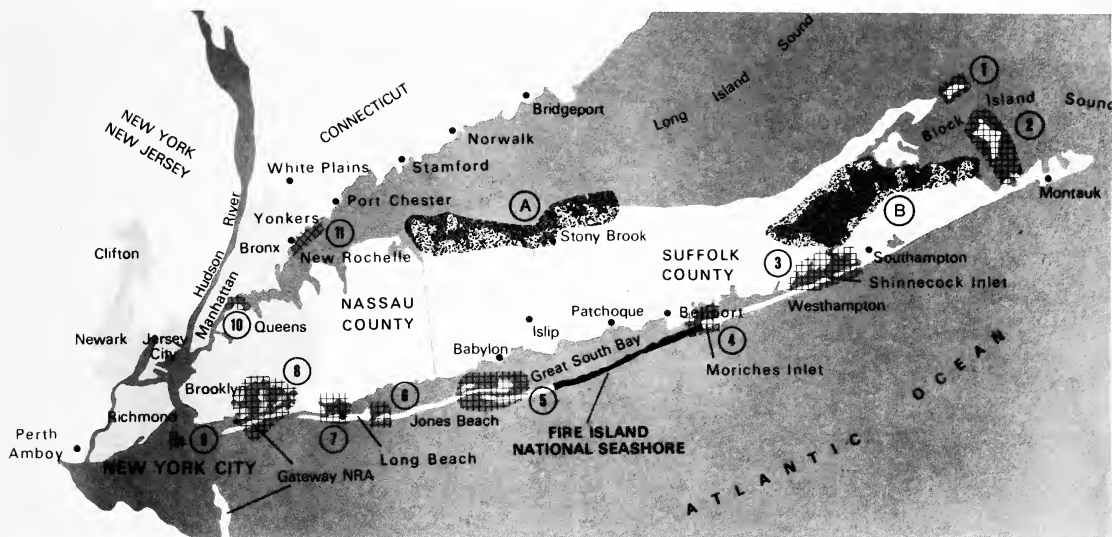 NEW YORK
NEW JERSEY
CONNECTICUT
Bridgeport
Norwalk
Stamford
White Plains
Port Chester
Yonkers
Bronx
New Rochelle
11
Long Island Sound
1
Block Island Sound
2
Montauk
A
Stony Brook
B
Clifton
Hudson River
Manhattan
NASSAU
COUNTY
SUFFOLK
COUNTY
3
Southampton
Shinnecock Inlet
Westhampton
10
Queens
Newark
Jersey
City
Patchoque
Bellport
Islip
4
Moriches Inlet
Babylon
Great South Bay
Brooklyn
8
6
5
Jones Beach
Richmond
9
7
Long Beach
FIRE ISLAND
NATIONAL SEASHORE
Perth
Amboy
NEW YORK CITY
Gateway NRA
ATLANTIC OCEAN